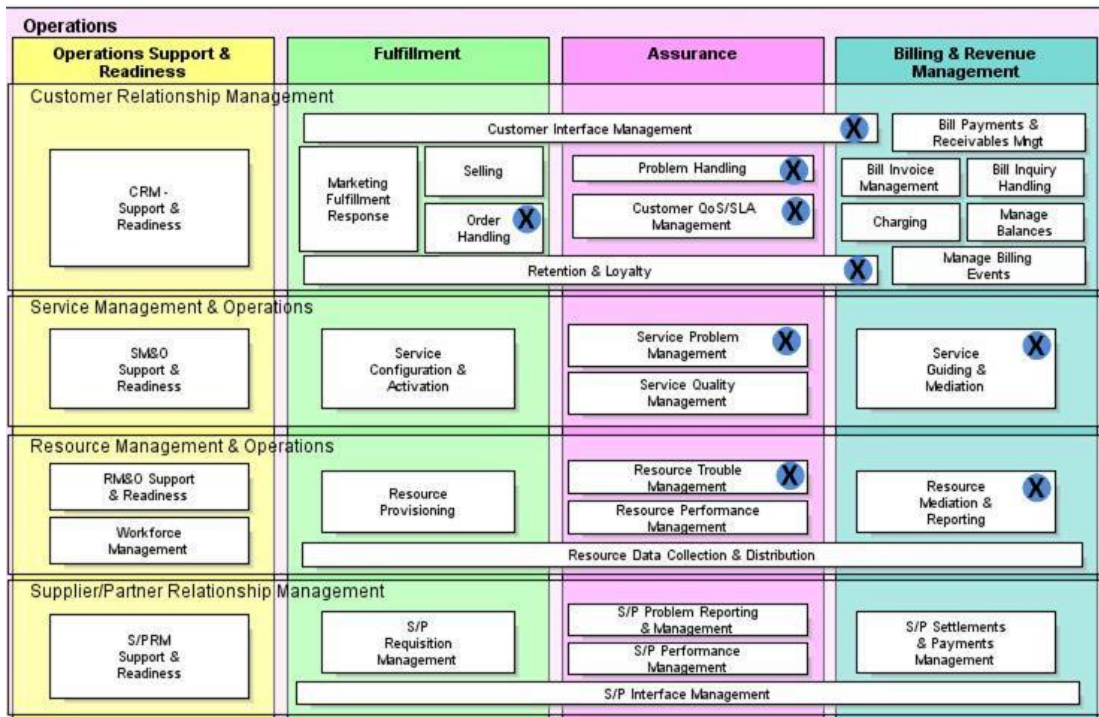 Operations
Operations Support &
Readiness
Fulfillment
Assurance
Billing & Revenue
Management
Customer Relationship Management
CRM -
Support &
Readiness
Customer Interface Management
X
Marketing
Fulfillment
Response
Selling
Order
Handling
X
Problem Handling
X
Customer QoS/SLA
Management
X
Retention & Loyalty
X
Bill Payments &
Receivables Mngt
Bill Invoice
Management
Bill Inquiry
Handling
Charging
Manage
Balances
Manage Billing
Events
Service Management & Operations
SM&O
Support &
Readiness
Service
Configuration &
Activation
Service Problem
Management
X
Service Quality
Management
Service
Guiding &
Mediation
X
Resource Management & Operations
RM&O Support
& Readiness
Workforce
Management
Resource
Provisioning
Resource Trouble
Management
X
Resource Performance
Management
Resource
Mediation &
Reporting
X
Resource Data Collection & Distribution
Supplier/Partner Relationship Management
S/PRM
Support &
Readiness
S/P
Requisition
Management
S/P Problem Reporting
& Management
S/P Performance
Management
S/P Settlements
& Payments
Management
S/P Interface Management